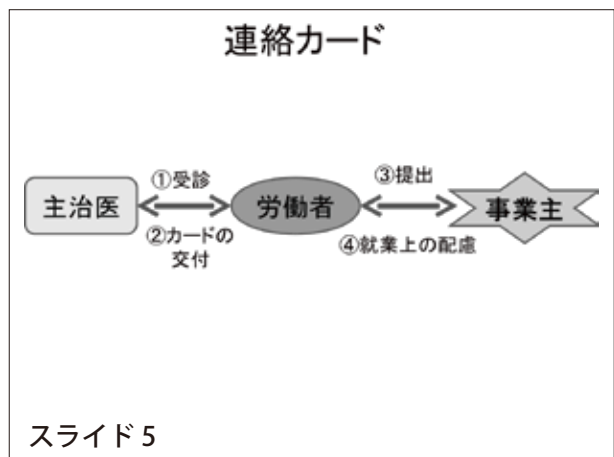 連絡カード
主治医
①受診
②カードの
交付
労働者
③提出
④就業上の配慮
事業主
スライド 5